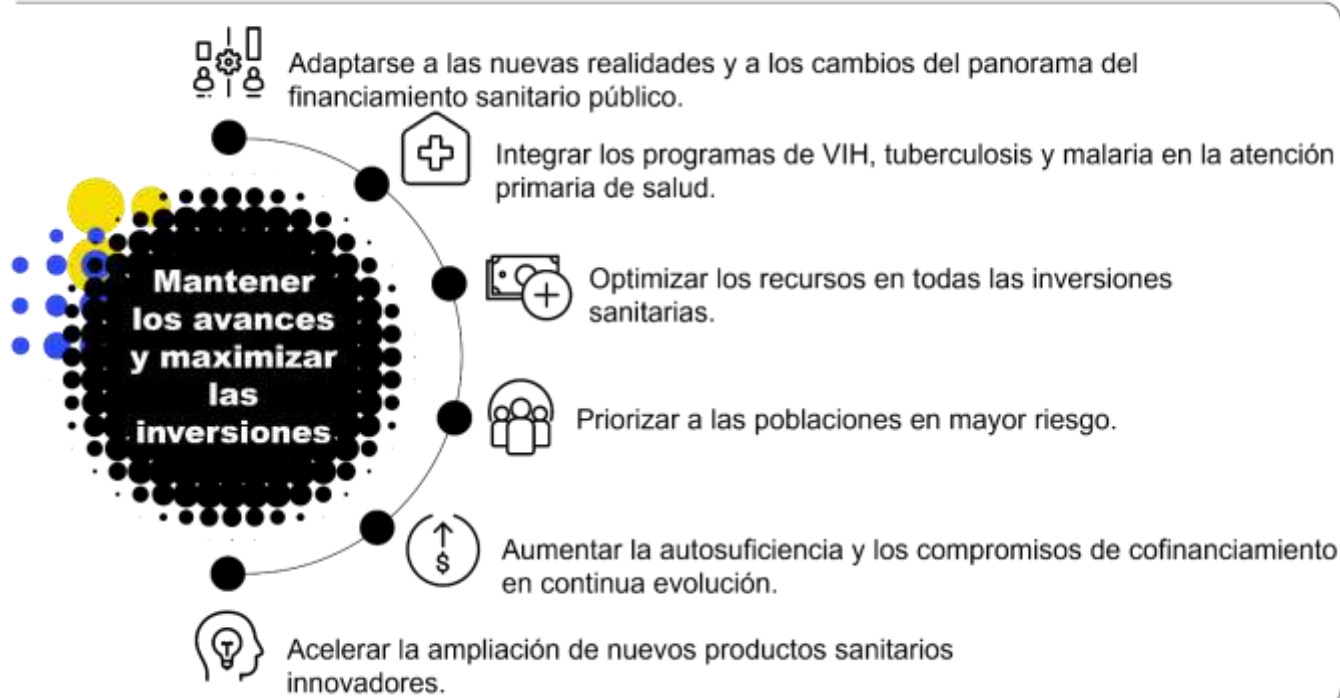 Adaptarse a las nuevas realidades y a los cambios del panorama del
financiamiento sanitario público.
Integrar los programas de VIH, tuberculosis y malaria en la atención
primaria de salud.
Mantener
los avances
y maximizar
las
inversiones
Optimizar los recursos en todas las inversiones
sanitarias.
Priorizar a las poblaciones en mayor riesgo.
Aumentar la autosuficiencia y los compromisos de cofinanciamiento
en continua evolución.
Acelerar la ampliación de nuevos productos sanitarios
innovadores.